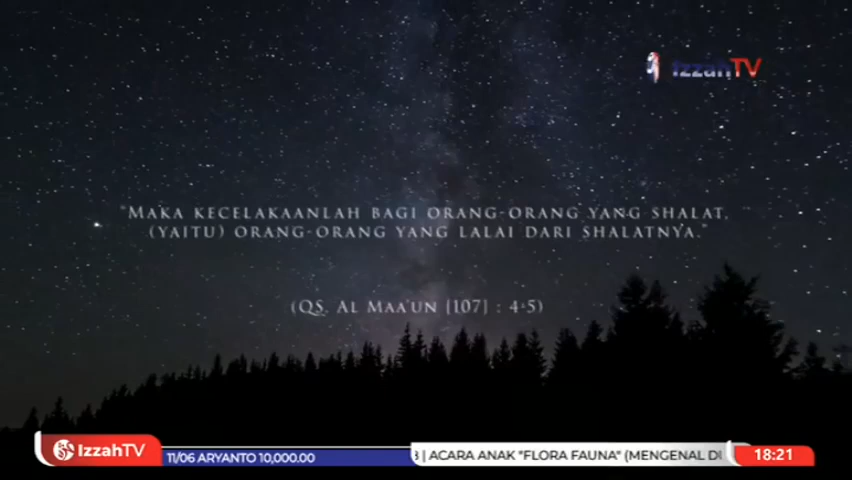 IzzahTV
"MAKA KECELAKAANLAH BAGI ORANG-ORANG YANG SHALAT,
(YAITU) ORANG-ORANG YANG LALAI DARI SHALATNYA."
(QS. AL MAA'UN [107] : 4-5)
IzzahTV
11/06 ARYANTO 10,000.00
| ACARA ANAK "FLORA FAUNA" (MENGENAL DI
18:21